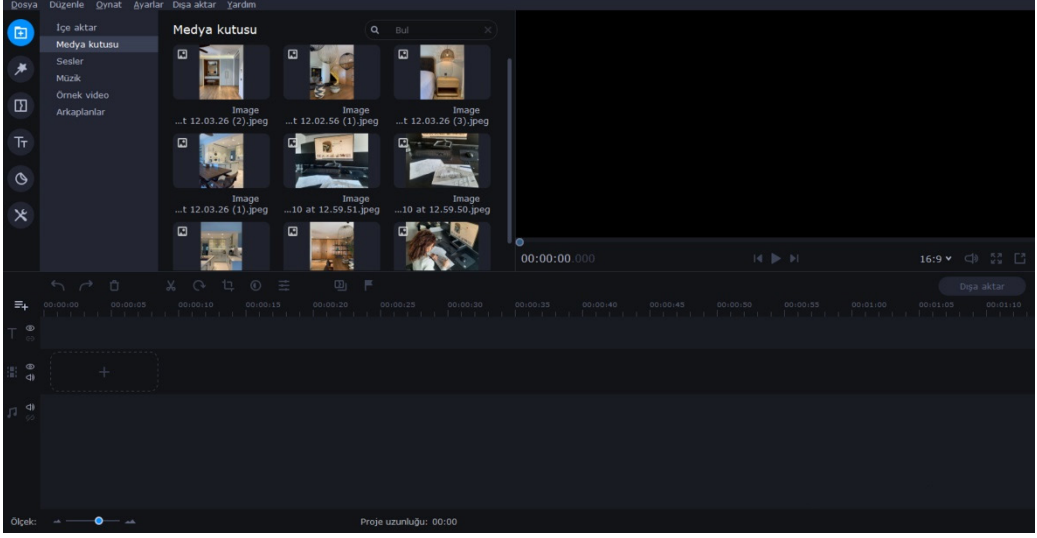 Dosya Düzenle Oynat Ayarlar Dışa aktar Yardım
İçe aktar
Medya kutusu
Sesler
Müzik
Örnek video
Arkaplanlar
Medya kutusu
Bul
Image
...t 12.03.26 (2).jpeg
Image
...t 12.02.56 (1).jpeg
Image
...t 12.03.26 (3).jpeg
Image
...t 12.03.26 (1).jpeg
Image
...10 at 12.59.51.jpeg
Image
...10 at 12.59.50.jpeg
00:00:00.000
16:9
Dışa aktar
00:00:00 00:00:05 00:00:10 00:00:15 00:00:20 00:00:25 00:00:30 00:00:35 00:00:40 00:00:45 00:00:50 00:00:55 00:01:00 00:01:05 00:01:10
Ölçek:
Proje uzunluğu: 00:00